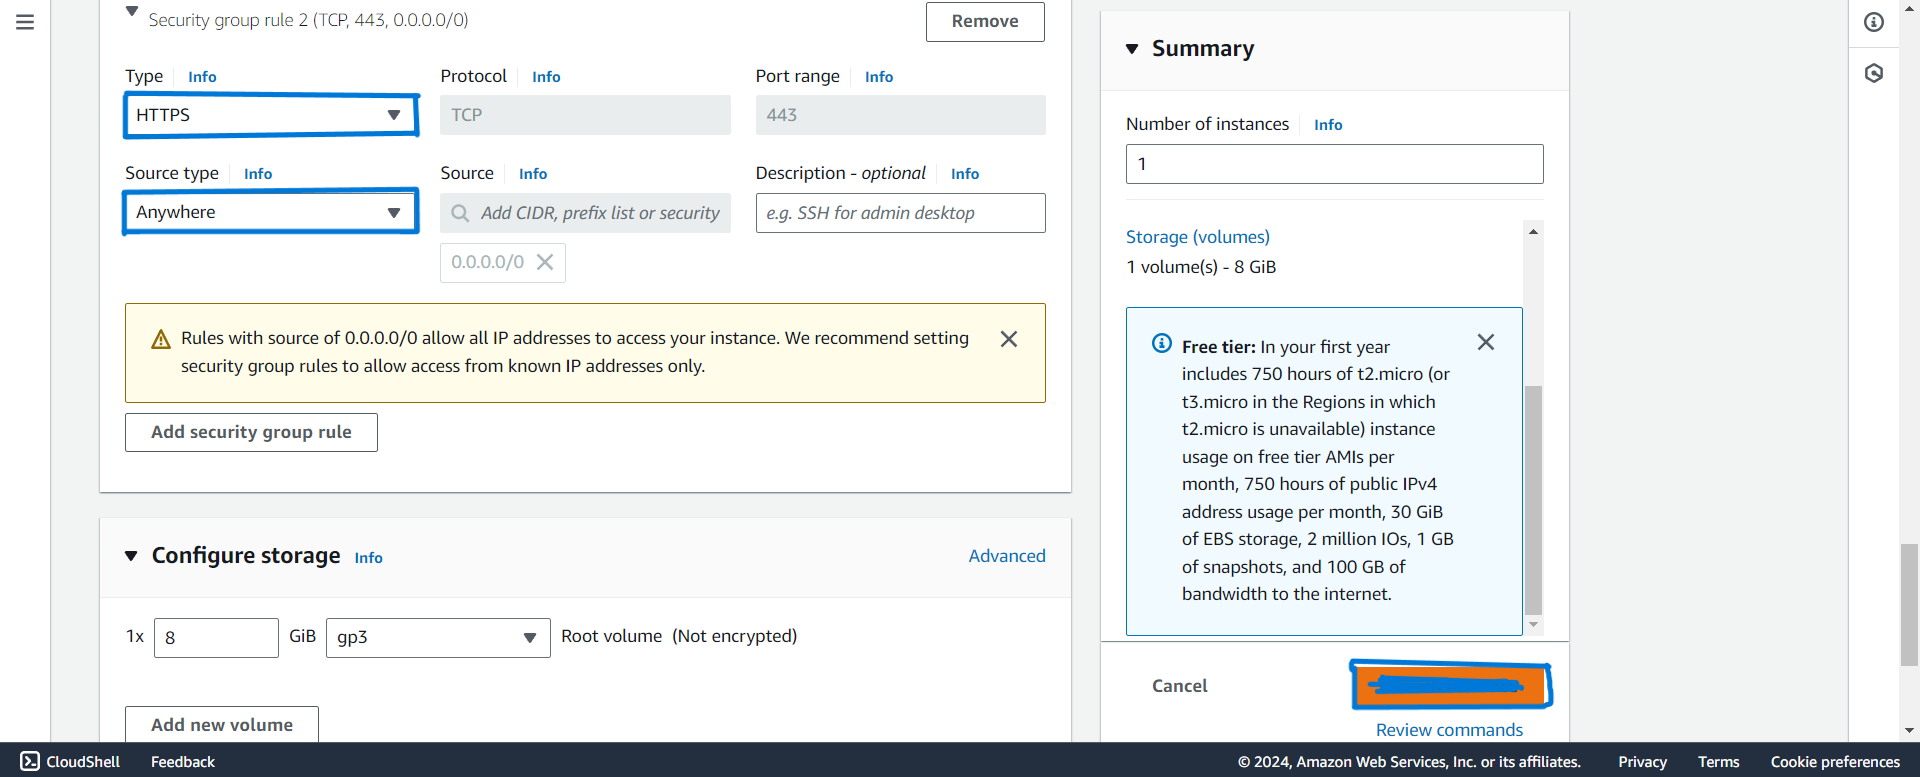 Security group rule 2 (TCP, 443, 0.0.0.0/0)
Remove
Type Info
Protocol Info
Port range Info
HTTPS
TCP
443
Source type Info
Source Info
Description - optional Info
Anywhere
Add CIDR, prefix list or security
e.g. SSH for admin desktop
0.0.0.0/0
Rules with source of 0.0.0.0/0 allow all IP addresses to access your instance. We recommend setting
security group rules to allow access from known IP addresses only.
Add security group rule
Configure storage Info
Advanced
1x 8 GiB gp3 Root volume (Not encrypted)
Add new volume
Summary
Number of instances Info
1
Storage (volumes)
1 volume(s) - 8 GiB
Free tier: In your first year
includes 750 hours of t2.micro (or
t3.micro in the Regions in which
t2.micro is unavailable) instance
usage on free tier AMIs per
month, 750 hours of public IPv4
address usage per month, 30 GiB
of EBS storage, 2 million IOs, 1 GB
of snapshots, and 100 GB of
bandwidth to the internet.
Cancel
Review commands
CloudShell Feedback © 2024, Amazon Web Services, Inc. or its affiliates. Privacy Terms Cookie preferences